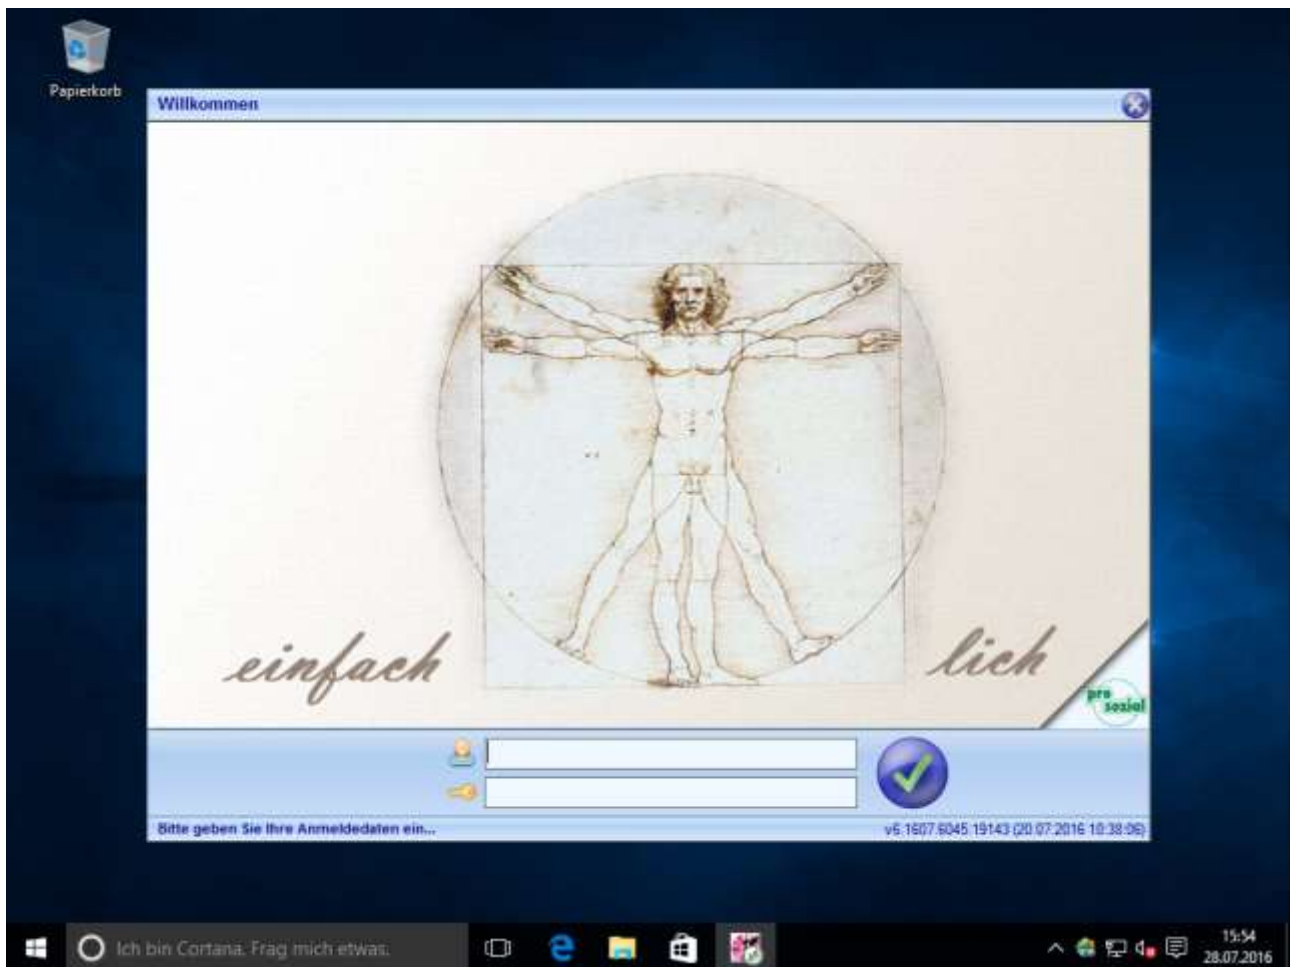 Papierkorb
Willkommen
einfach
lich
pro
sozial
Bitte geben Sie Ihre Anmeldedaten ein...
v6.1607.6045.19143 (20.07.2016 10:38:06)
Ich bin Cortana. Frag mich etwas.
15:54
28.07.2016